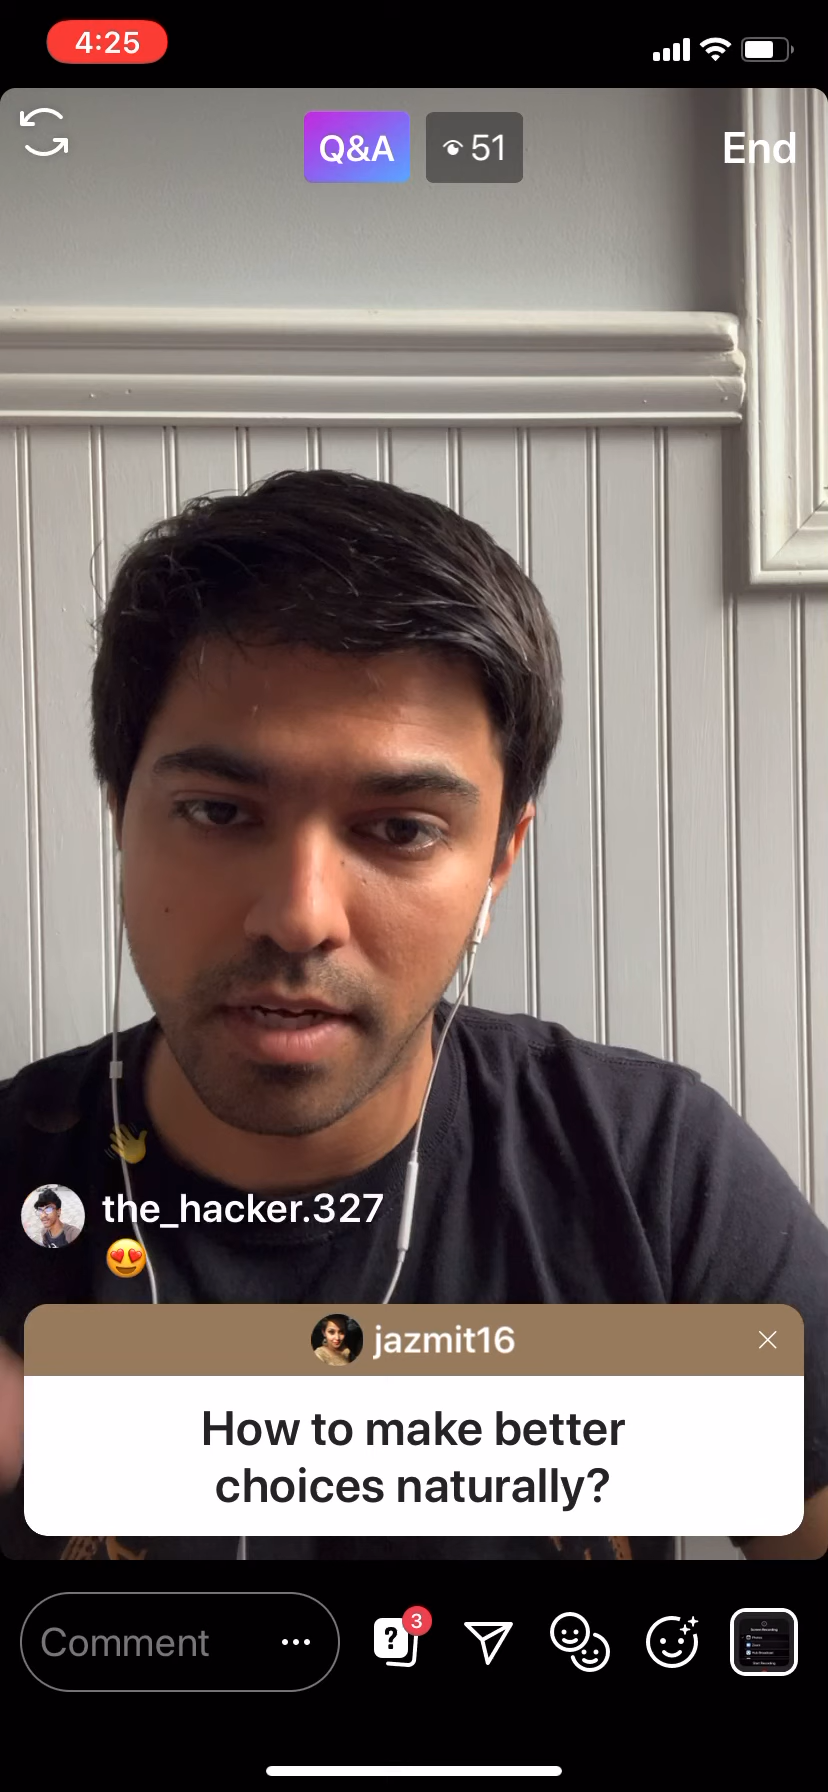 4:25
Q&A
51
End
the_hacker.327
jazmit16
How to make better
choices naturally?
Comment
?
3